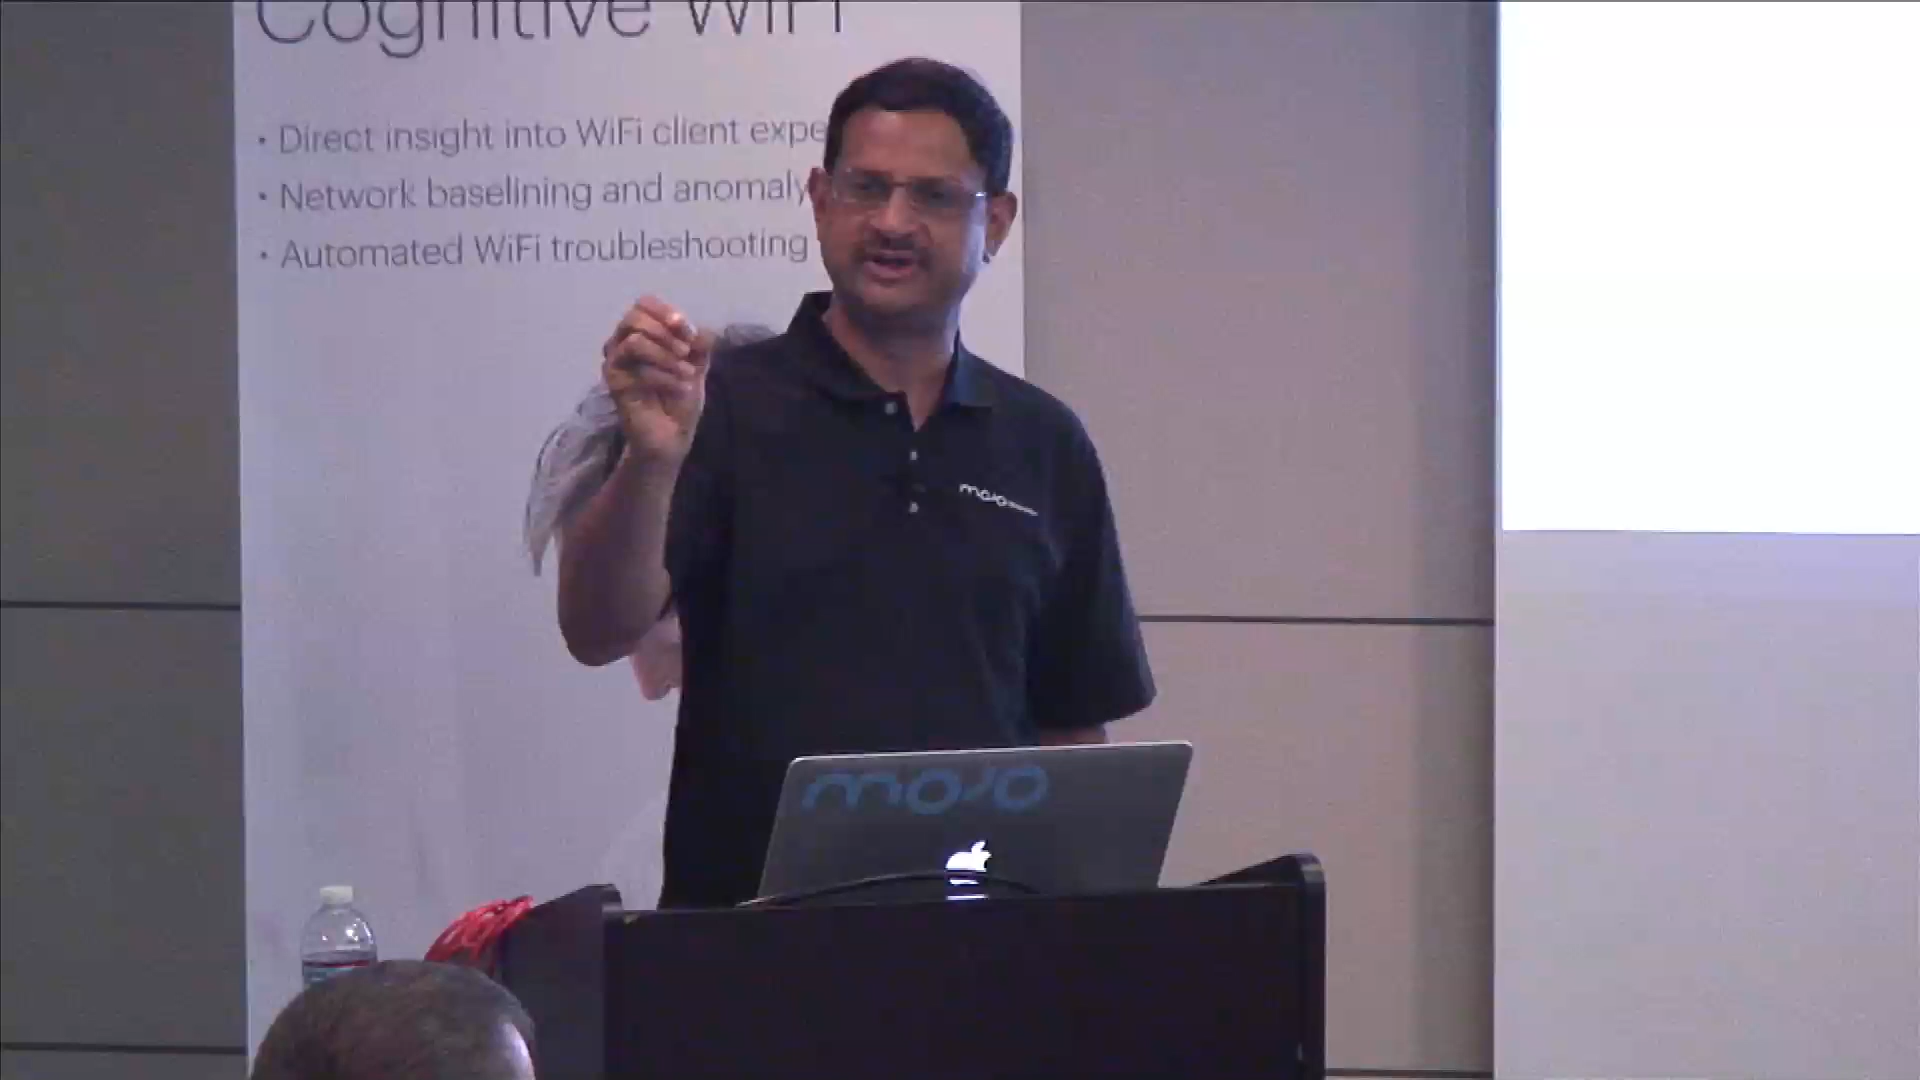 Cognitive WiFi
• Direct insight into WiFi client expe
• Network baselining and anomaly
• Automated WiFi troubleshooting
mojo
mojo